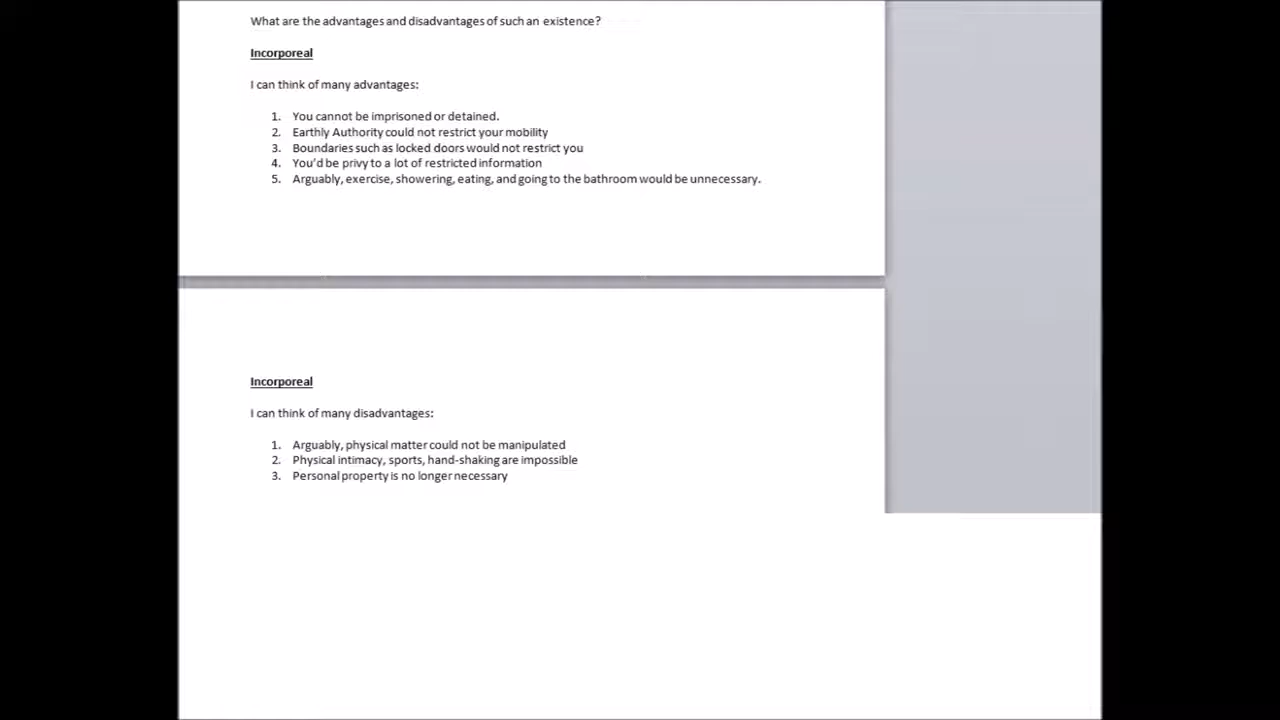 What are the advantages and disadvantages of such an existence?
Incorporeal
I can think of many advantages:
1. You cannot be imprisoned or detained.
2. Earthly Authority could not restrict your mobility
3. Boundaries such as locked doors would not restrict you
4. You'd be privy to a lot of restricted information
5. Arguably, exercise, showering, eating, and going to the bathroom would be unnecessary.
Incorporeal
I can think of many disadvantages:
1. Arguably, physical matter could not be manipulated
2. Physical intimacy, sports, hand-shaking are impossible
3. Personal property is no longer necessary